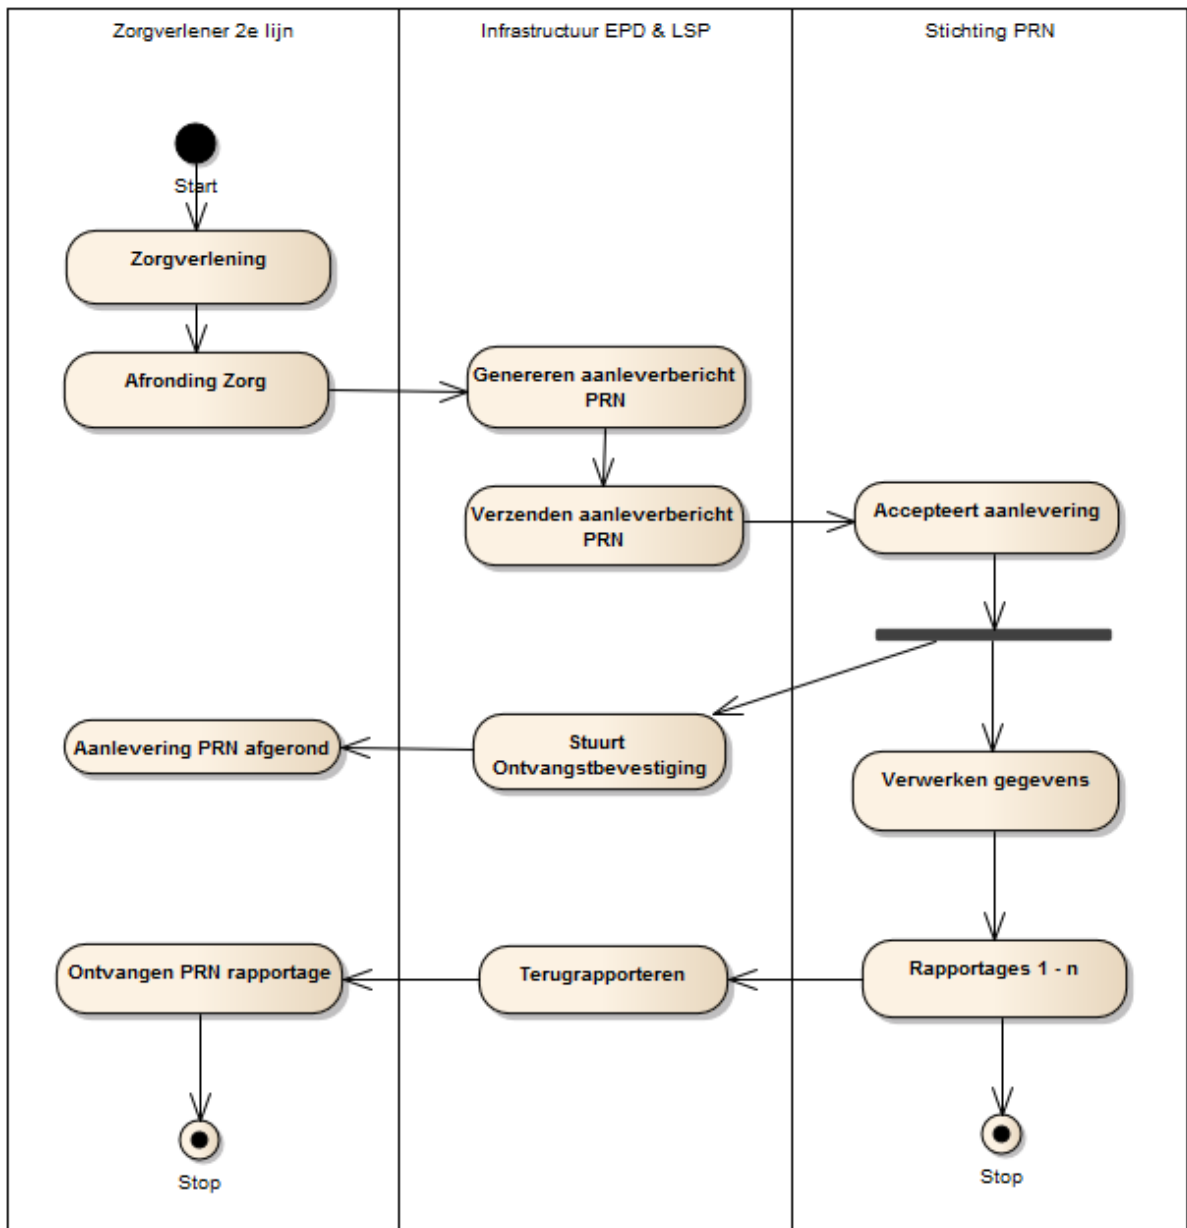 Zorgverlener 2e lijn
Infrastructuur EPD & LSP
Stichting PRN
Start
Zorgverlening
Afronding Zorg
Genereren aanleverbericht
PRN
Verzenden aanleverbericht
PRN
Accepteert aanlevering
Aanlevering PRN afgerond
Stuurt
Ontvangstbevestiging
Verwerken gegevens
Ontvangen PRN rapportage
Terugrapporteren
Rapportages 1 - n
Stop
Stop